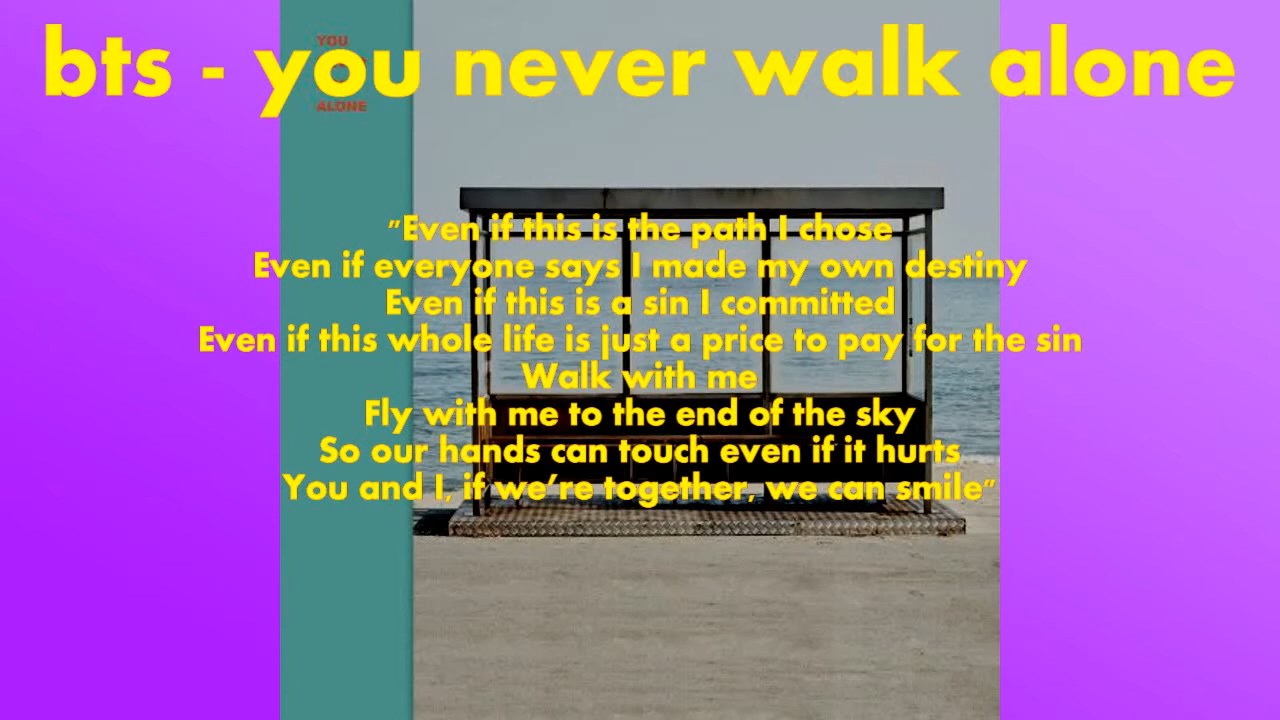 bts - you never walk alone
YOU
ALONE
"Even if this is the path I chose
Even if everyone says I made my own destiny
Even if this is a sin I committed
Even if this whole life is just a price to pay for the sin
Walk with me
Fly with me to the end of the sky
So our hands can touch even if it hurts
You and I, if we're together, we can smile"